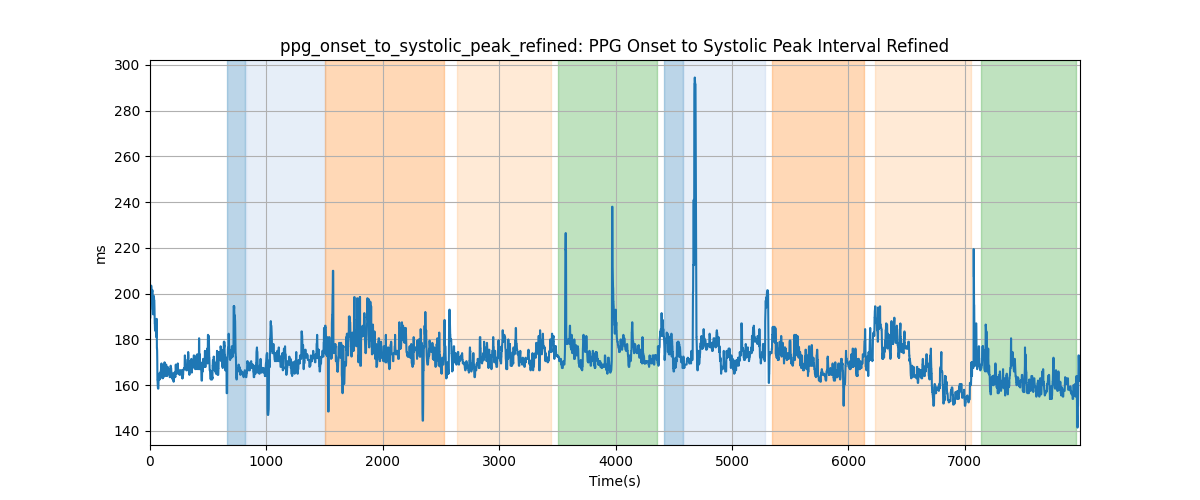 ppg_onset_to_systolic_peak_refined: PPG Onset to Systolic Peak Interval Refined
300
280
260
240
220
200
180
160
140
ms
0 1000 2000 3000 4000 5000 6000 7000
Time(s)